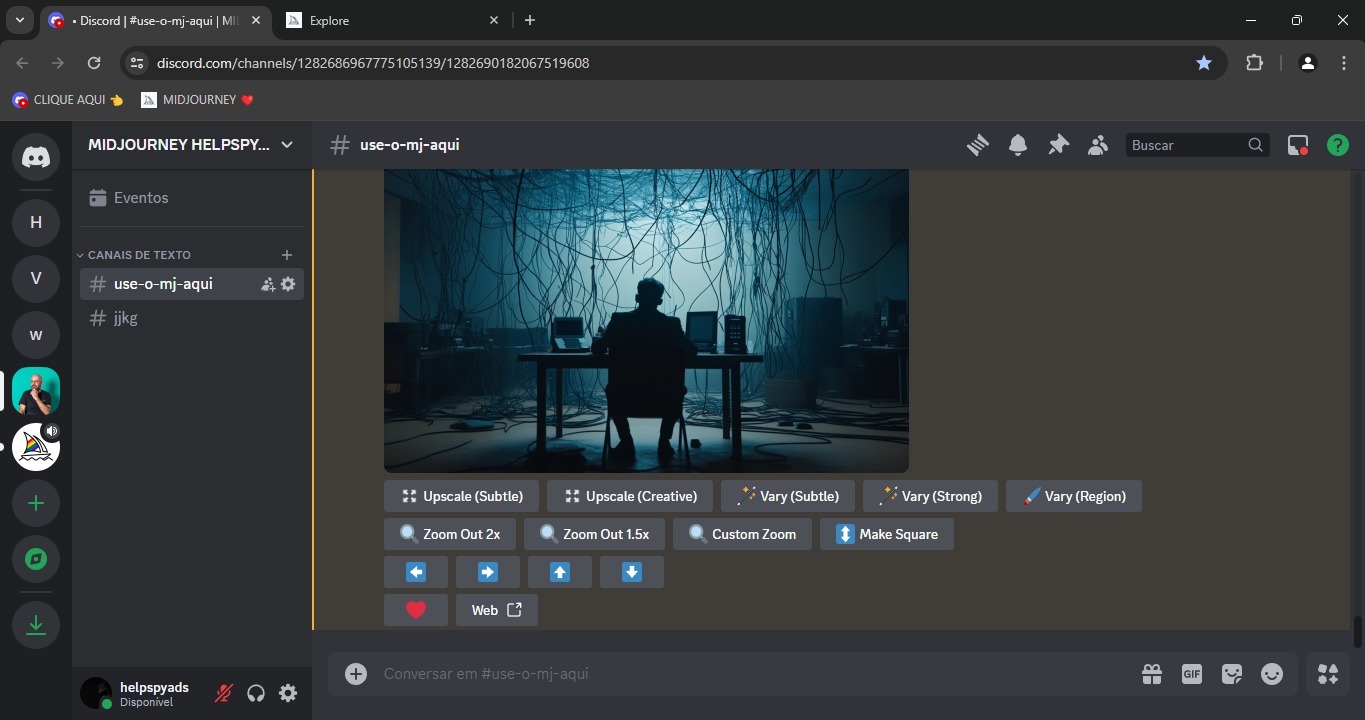 • Discord | #use-o-mj-aqui | MI
Explore
discord.com/channels/1282686967775105139/1282690182067519608
CLIQUE AQUI 👈
MIDJOURNEY ❤️
MIDJOURNEY HELPSPY...
# use-o-mj-aqui
Buscar
Eventos
CANAIS DE TEXTO
H
# use-o-mj-aqui
V
# jjkg
w
Upscale (Subtle)
Upscale (Creative)
Vary (Subtle)
Vary (Strong)
Vary (Region)
Zoom Out 2x
Zoom Out 1.5x
Custom Zoom
Make Square
Web
Conversar em #use-o-mj-aqui
GIF
helpspyads
Disponível